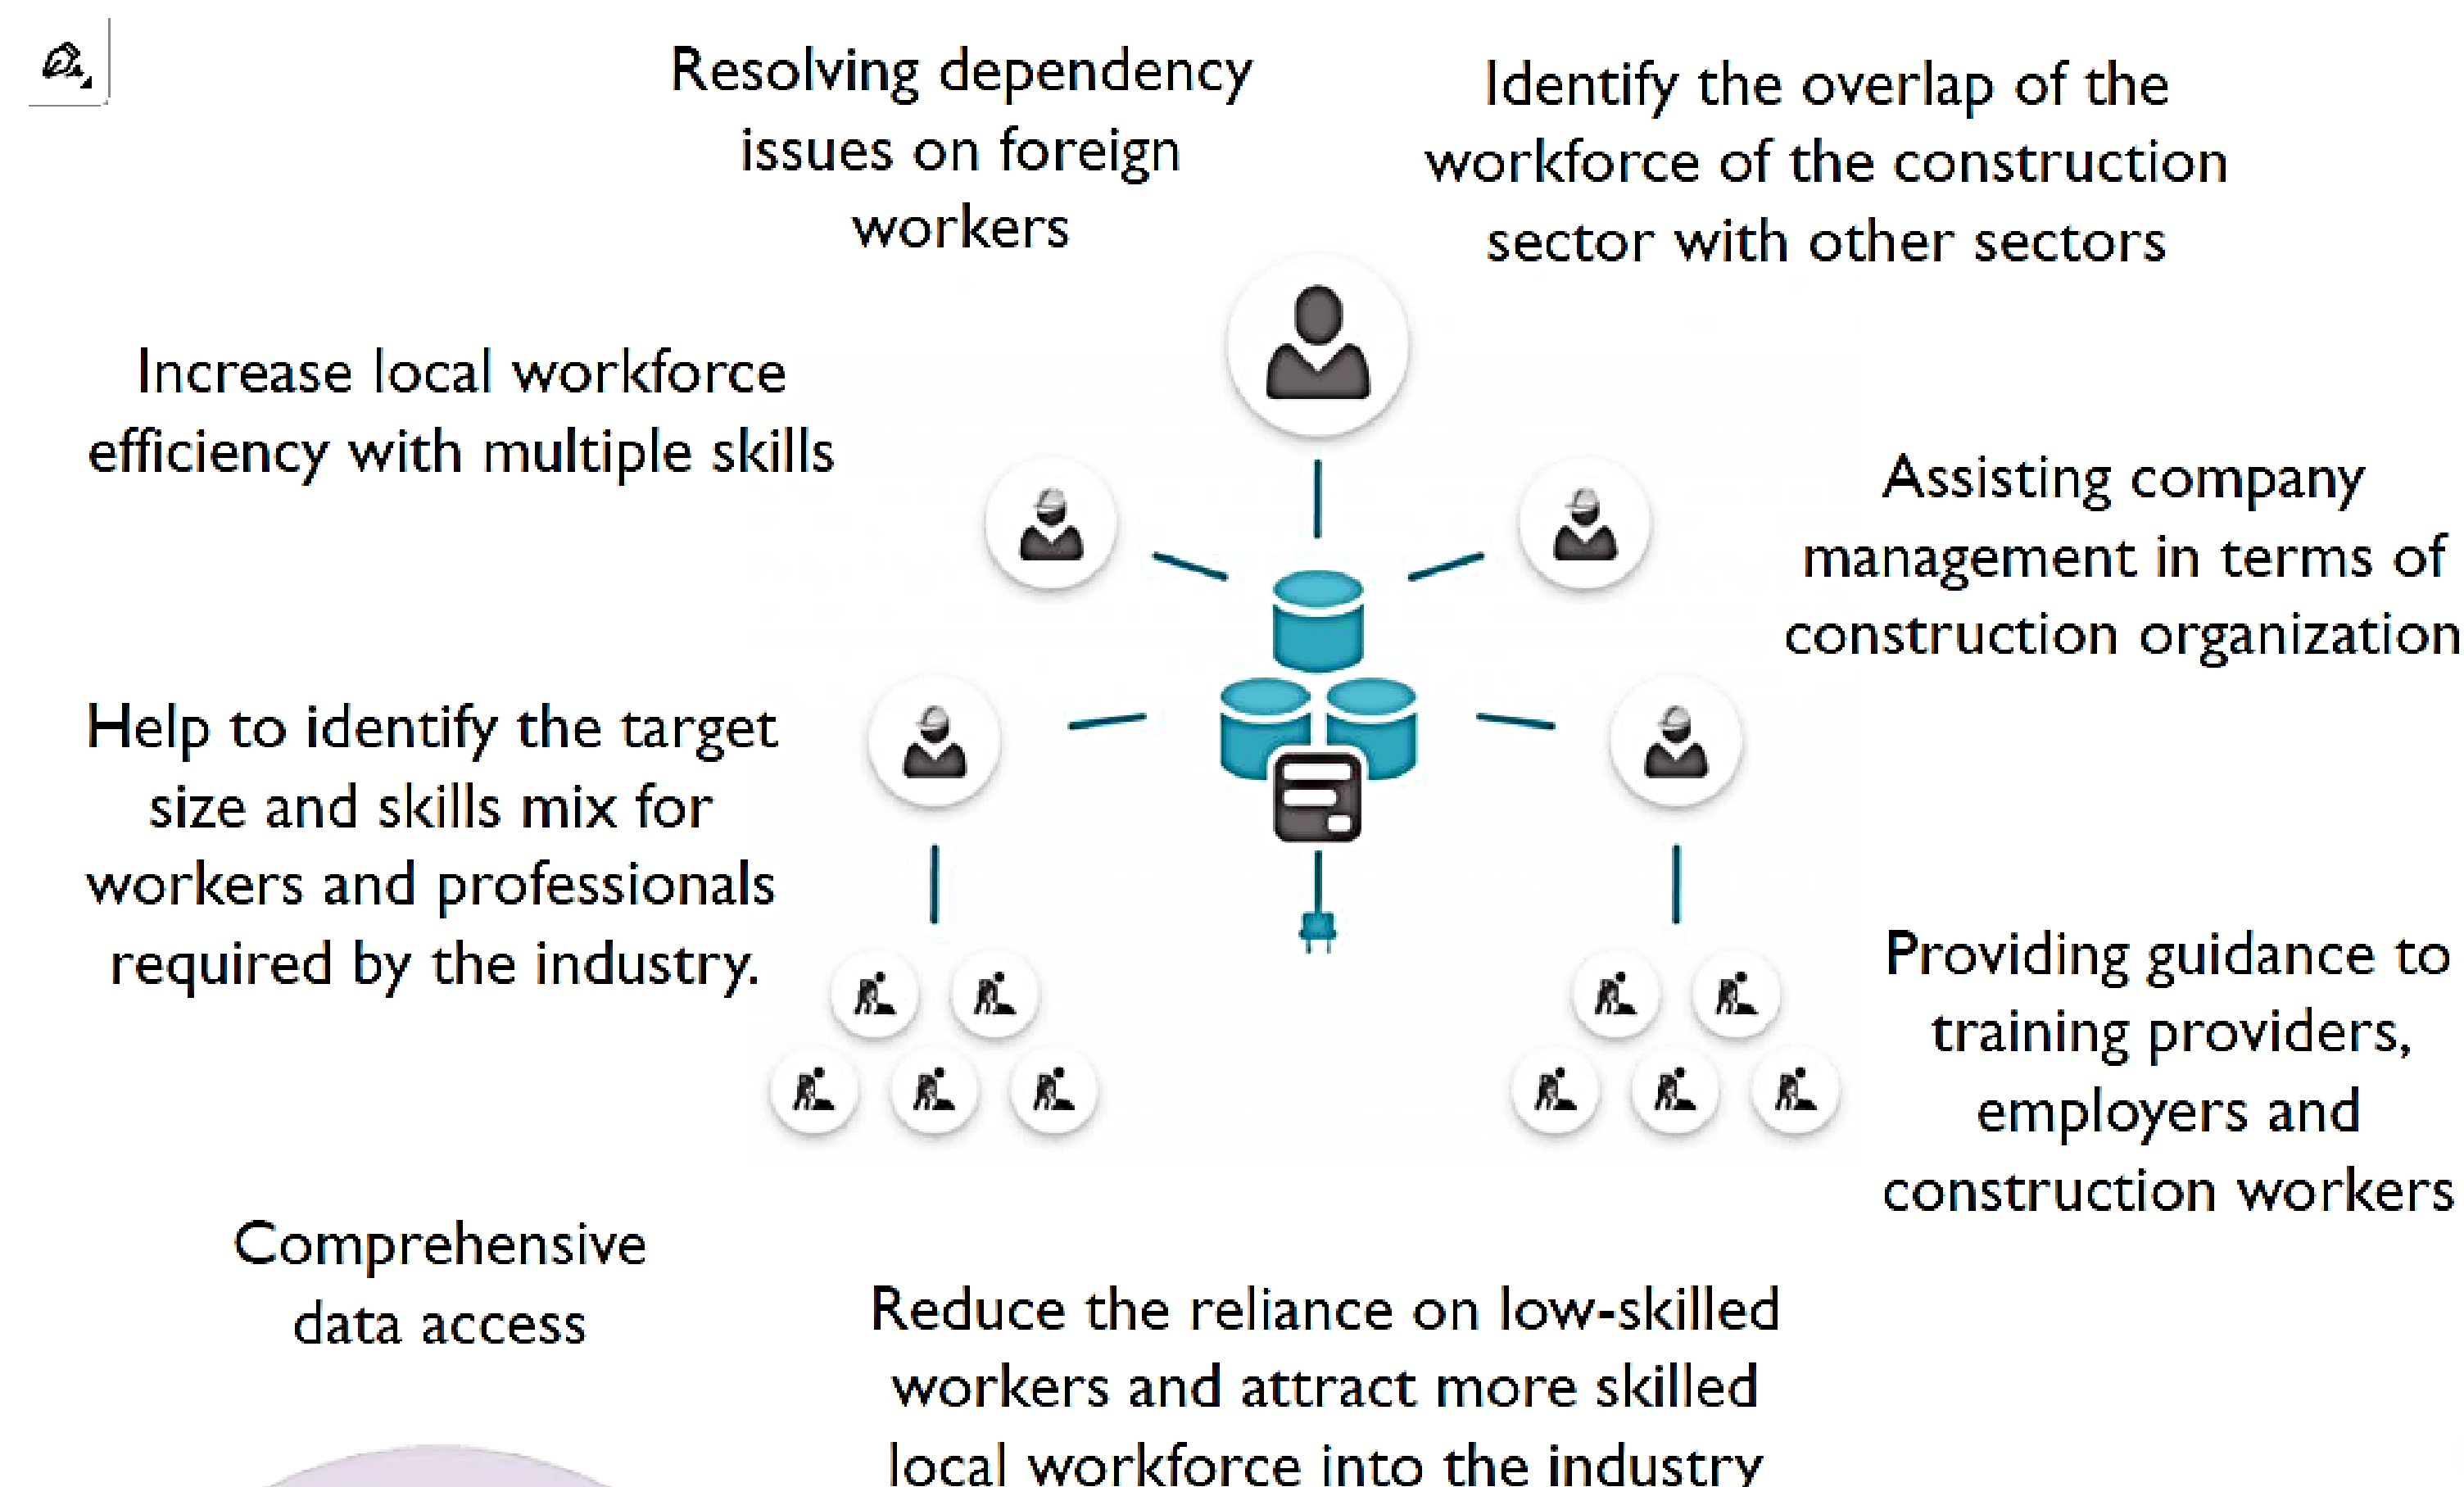 Resolving dependency
issues on foreign
workers
Identify the overlap of the
workforce of the construction
sector with other sectors
Increase local workforce
efficiency with multiple skills
Assisting company
management in terms of
construction organization
Help to identify the target
size and skills mix for
workers and professionals
required by the industry.
Providing guidance to
training providers,
employers and
construction workers
Comprehensive
data access
Reduce the reliance on low-skilled
workers and attract more skilled
local workforce into the industry